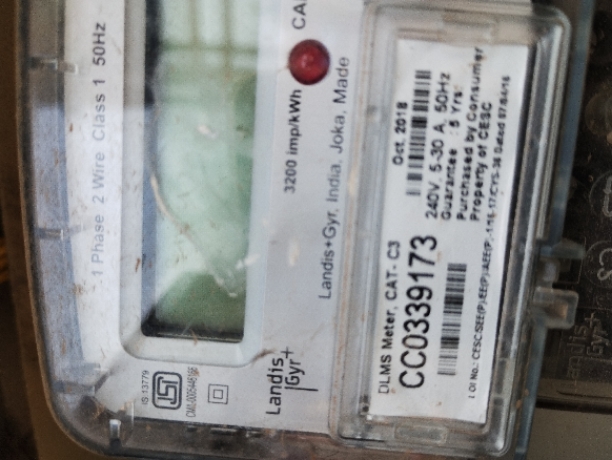 1 Phase 2 Wire Class 1 50Hz
3200 imp/kWh
CA
Landis+Gyr, India, Joka, Made
IS 13779
Landis
Gyr+
Oct. 2018
DLMS Meter, CAT- C3
240V, 5-30 A, 50Hz
CC0339173
Guarantee : 5 Yrs.
Purchased by Consumer
Property of CESC